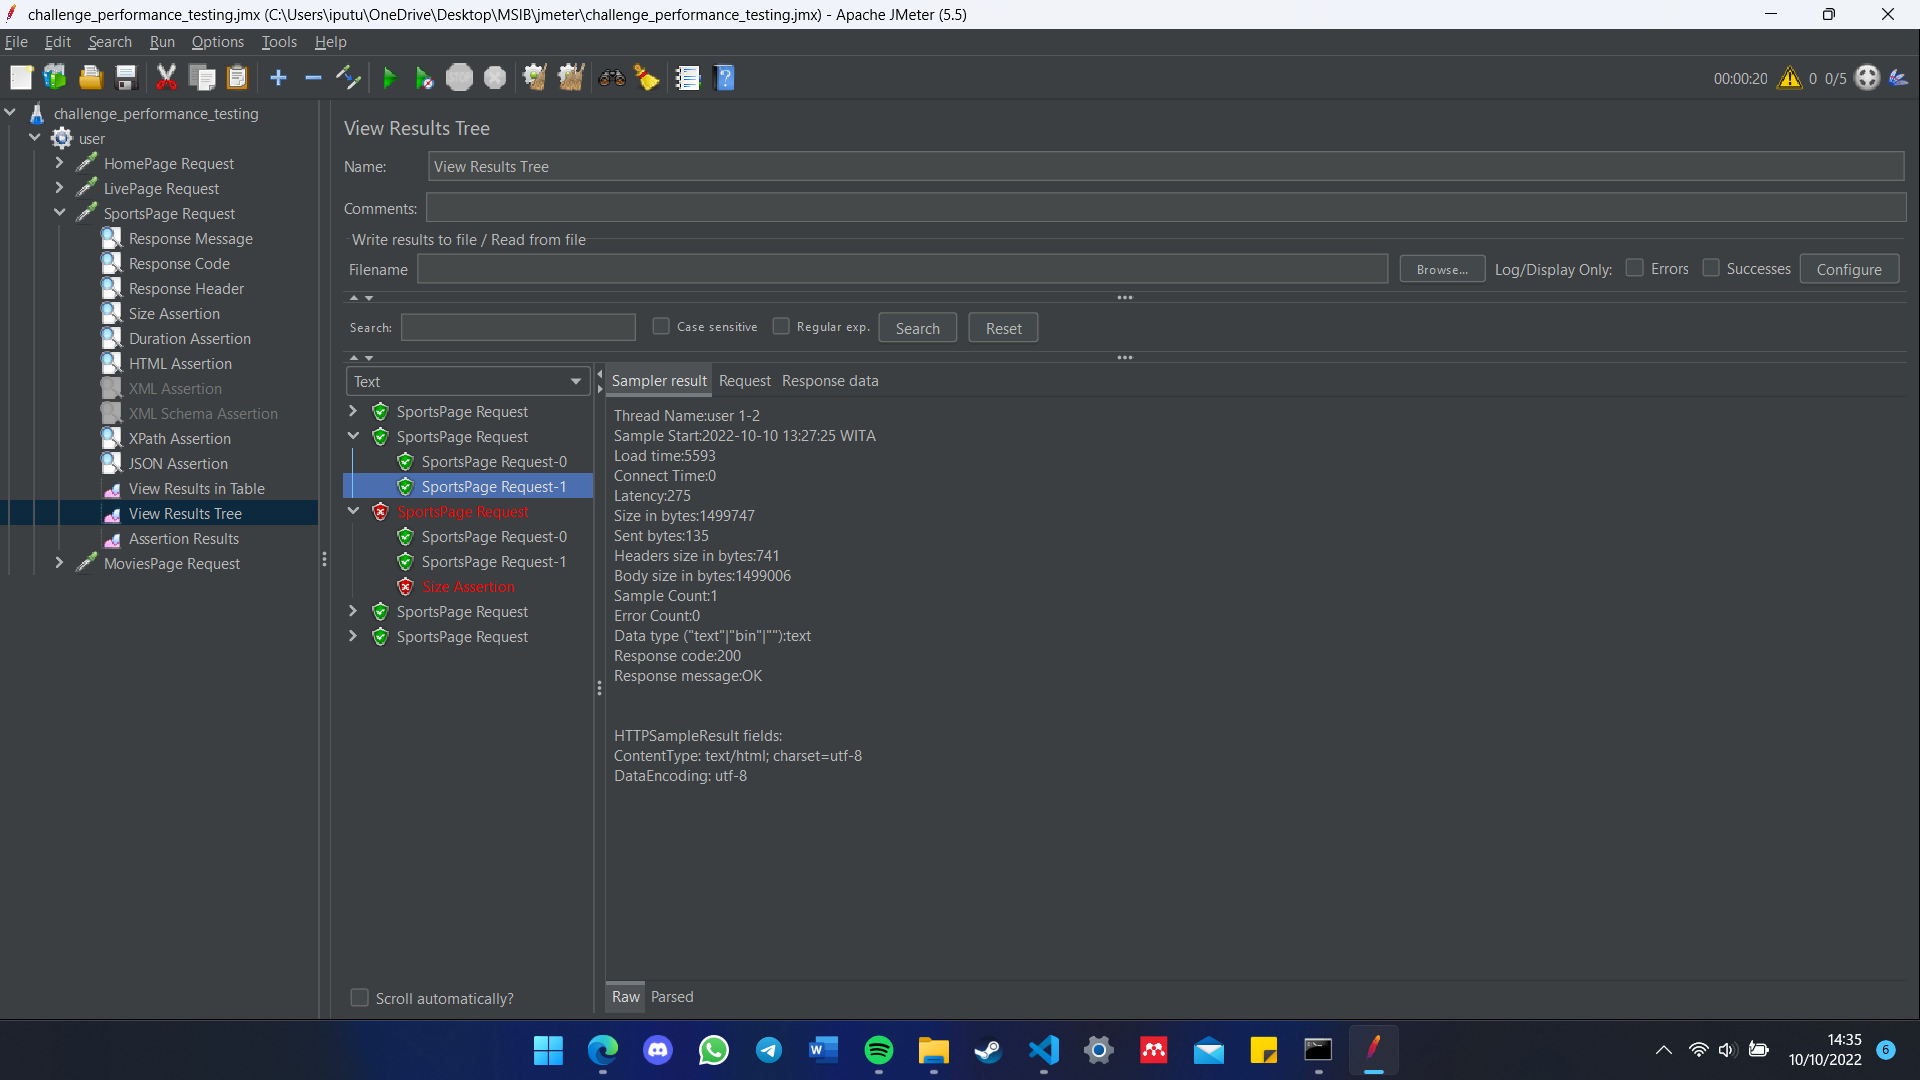 challenge_performance_testing.jmx (C:\Users\iputu\OneDrive\Desktop\MSIB\jmeter\challenge_performance_testing.jmx) - Apache JMeter (5.5)
File Edit Search Run Options Tools Help
STOP
00:00:20 0 0/5
challenge_performance_testing
user
HomePage Request
LivePage Request
SportsPage Request
Response Message
Response Code
Response Header
Size Assertion
Duration Assertion
HTML Assertion
XML Assertion
XML Schema Assertion
XPath Assertion
JSON Assertion
View Results in Table
View Results Tree
Assertion Results
MoviesPage Request
View Results Tree
Name: View Results Tree
Comments:
Write results to file / Read from file
Filename Browse... Log/Display Only: Errors Successes Configure
Search: Case sensitive Regular exp. Search Reset
Text
SportsPage Request
SportsPage Request
SportsPage Request-0
SportsPage Request-1
SportsPage Request
SportsPage Request-0
SportsPage Request-1
Size Assertion
SportsPage Request
SportsPage Request
Scroll automatically?
Sampler result Request Response data
Thread Name:user 1-2
Sample Start:2022-10-10 13:27:25 WITA
Load time:5593
Connect Time:0
Latency:275
Size in bytes:1499747
Sent bytes:135
Headers size in bytes:741
Body size in bytes:1499006
Sample Count:1
Error Count:0
Data type ("text"|"bin"|""):text
Response code:200
Response message:OK
HTTPSampleResult fields:
ContentType: text/html; charset=utf-8
DataEncoding: utf-8
Raw Parsed
14:35
10/10/2022
6